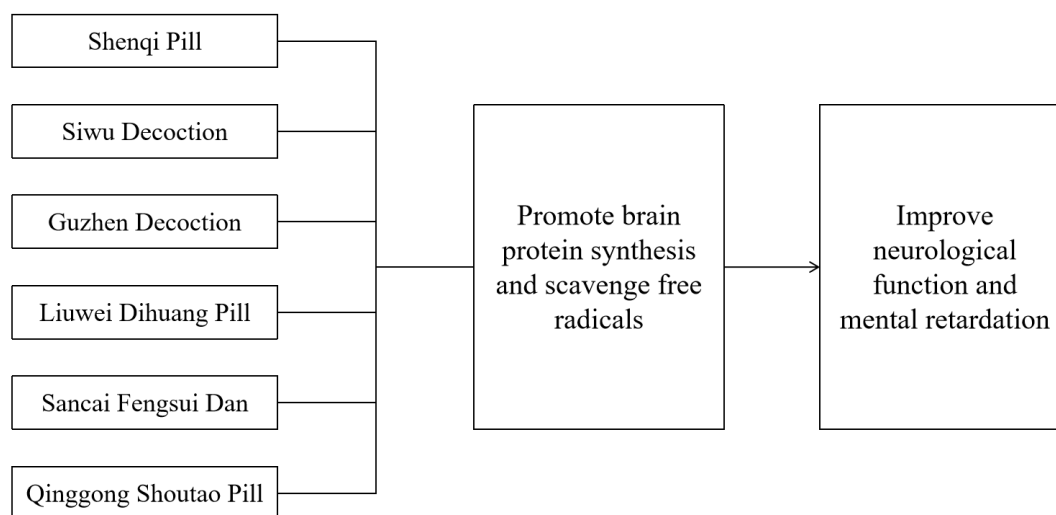 Shenqi Pill
Siwu Decoction
Guzhen Decoction
Liuwei Dihuang Pill
Sancai Fengsui Dan
Qinggong Shoutao Pill
Promote brain
protein synthesis
and scavenge free
radicals
Improve
neurological
function and
mental retardation